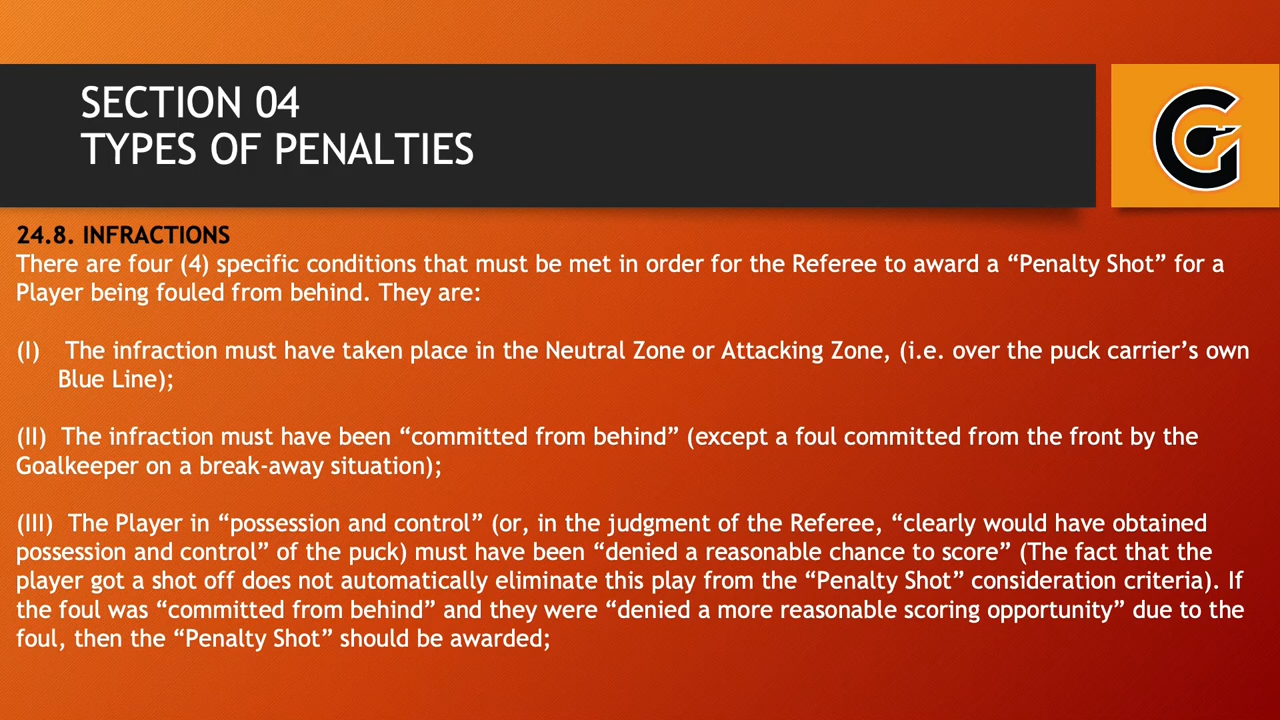 SECTION 04
TYPES OF PENALTIES
G
24.8. INFRACTIONS
There are four (4) specific conditions that must be met in order for the Referee to award a “Penalty Shot” for a
Player being fouled from behind. They are:
(I) The infraction must have taken place in the Neutral Zone or Attacking Zone, (i.e. over the puck carrier’s own
Blue Line);
(II) The infraction must have been “committed from behind” (except a foul committed from the front by the
Goalkeeper on a break-away situation);
(III) The Player in “possession and control” (or, in the judgment of the Referee, “clearly would have obtained
possession and control” of the puck) must have been “denied a reasonable chance to score” (The fact that the
player got a shot off does not automatically eliminate this play from the “Penalty Shot” consideration criteria). If
the foul was “committed from behind” and they were “denied a more reasonable scoring opportunity” due to the
foul, then the “Penalty Shot” should be awarded;